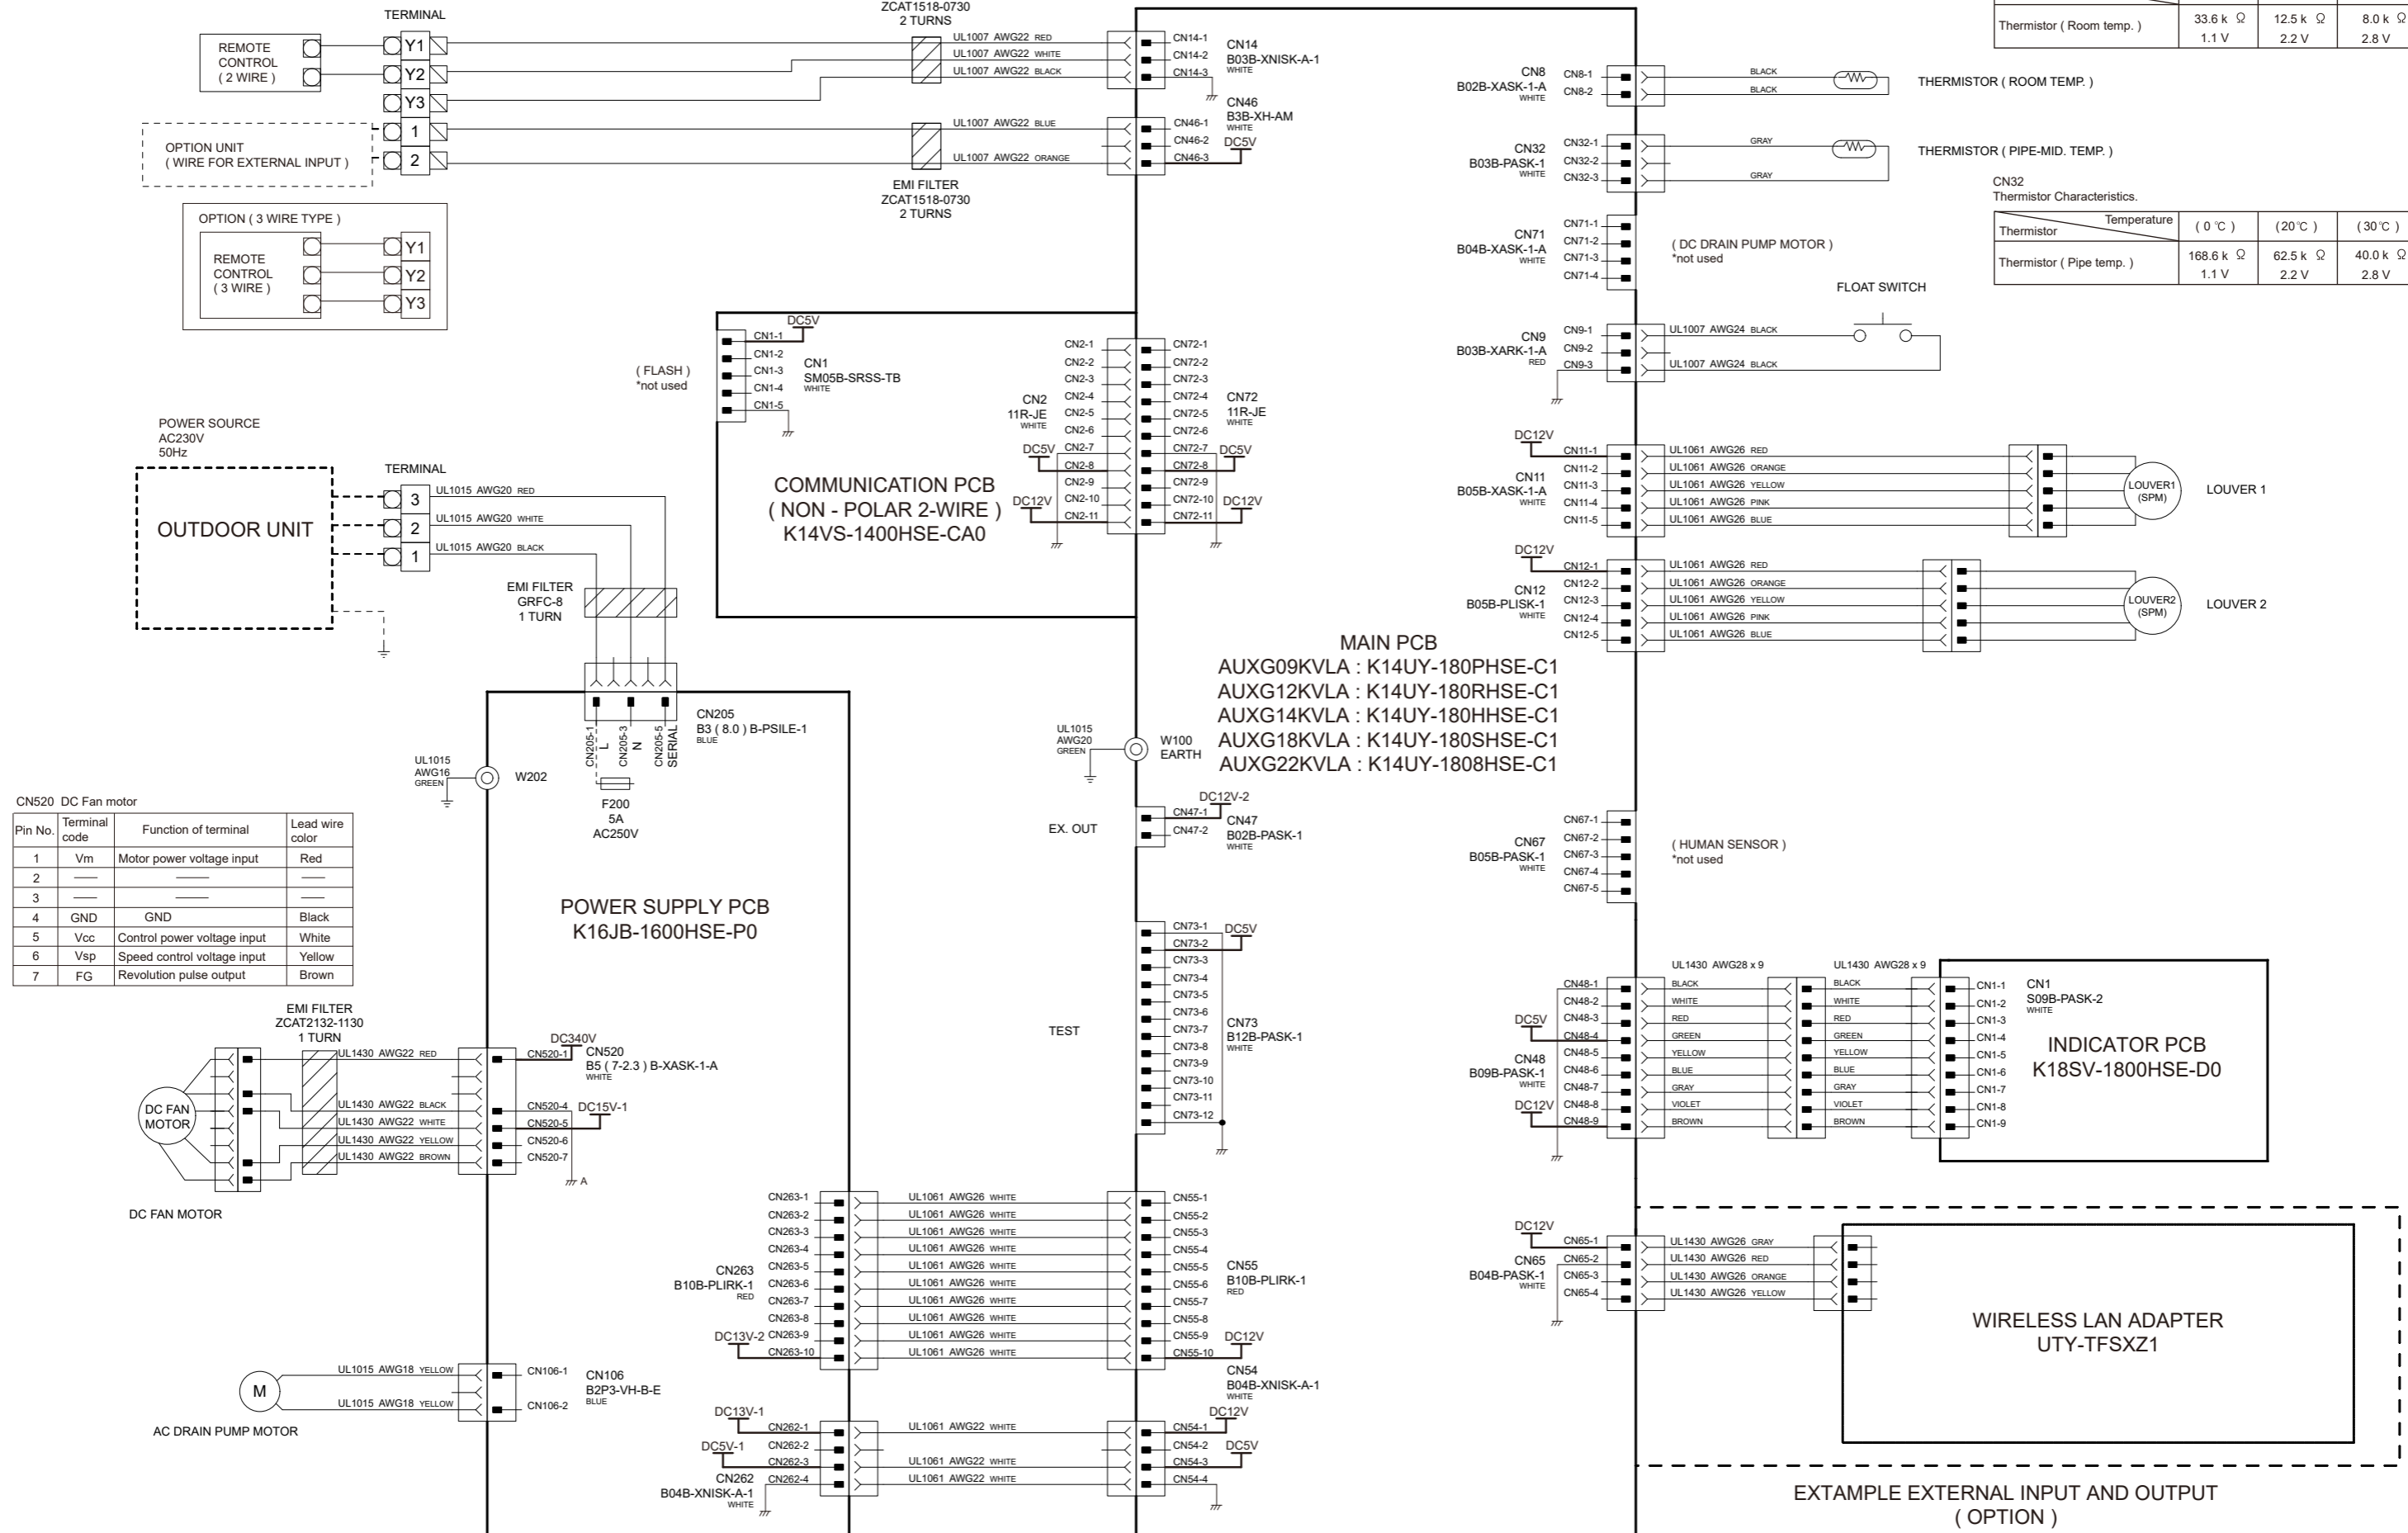 TERMINAL
REMOTE
CONTROL
( 2 WIRE )
Y1
Y2
Y3
1
2
OPTION UNIT
( WIRE FOR EXTERNAL INPUT )
OPTION ( 3 WIRE TYPE )
REMOTE
CONTROL
( 3 WIRE )
Y1
Y2
Y3
ZCAT1518-0730
2 TURNS
UL1007 AWG22 RED
UL1007 AWG22 WHITE
UL1007 AWG22 BLACK
UL1007 AWG22 BLUE
UL1007 AWG22 ORANGE
EMI FILTER
ZCAT1518-0730
2 TURNS
CN14-1
CN14-2
CN14-3
CN14
B03B-XNISK-A-1
WHITE
CN46
B3B-XH-AM
WHITE
CN46-1
CN46-2
CN46-3
DC5V
Thermistor ( Room temp. )
33.6 k Ω
1.1 V
12.5 k Ω
2.2 V
8.0 k Ω
2.8 V
CN8
B02B-XASK-1-A
WHITE
CN8-1
CN8-2
BLACK
BLACK
THERMISTOR ( ROOM TEMP. )
CN32
B03B-PASK-1
WHITE
CN32-1
CN32-2
CN32-3
GRAY
GRAY
THERMISTOR ( PIPE-MID. TEMP. )
CN32
Thermistor Characteristics.
Temperature
Thermistor
( 0 ℃ )
(20℃ )
(30℃ )
Thermistor ( Pipe temp. )
168.6 k Ω
1.1 V
62.5 k Ω
2.2 V
40.0 k Ω
2.8 V
CN71
B04B-XASK-1-A
WHITE
CN71-1
CN71-2
CN71-3
CN71-4
( DC DRAIN PUMP MOTOR )
*not used
FLOAT SWITCH
CN9
B03B-XARK-1-A
RED
CN9-1
CN9-2
CN9-3
UL1007 AWG24 BLACK
UL1007 AWG24 BLACK
( FLASH )
*not used
DC5V
CN1-1
CN1-2
CN1-3
CN1-4
CN1-5
CN1
SM05B-SRSS-TB
WHITE
CN2
11R-JE
WHITE
CN2-1
CN2-2
CN2-3
CN2-4
CN2-5
CN2-6
CN2-7
CN2-8
CN2-9
CN2-10
CN2-11
DC5V
DC12V
CN72-1
CN72-2
CN72-3
CN72-4
CN72-5
CN72-6
CN72-7
CN72-8
CN72-9
CN72-10
CN72-11
CN72
11R-JE
WHITE
DC5V
DC12V
COMMUNICATION PCB
( NON - POLAR 2-WIRE )
K14VS-1400HSE-CA0
POWER SOURCE
AC230V
50Hz
OUTDOOR UNIT
TERMINAL
3
2
1
UL1015 AWG20 RED
UL1015 AWG20 WHITE
UL1015 AWG20 BLACK
EMI FILTER
GRFC-8
1 TURN
CN205
B3 ( 8.0 ) B-PSILE-1
BLUE
CN205-1
L
CN205-3
N
CN205-5
SERIAL
F200
5A
AC250V
UL1015
AWG16
GREEN
W202
POWER SUPPLY PCB
K16JB-1600HSE-P0
DC12V
CN11-1
CN11-2
CN11-3
CN11-4
CN11-5
CN11
B05B-XASK-1-A
WHITE
UL1061 AWG26 RED
UL1061 AWG26 ORANGE
UL1061 AWG26 YELLOW
UL1061 AWG26 PINK
UL1061 AWG26 BLUE
LOUVER1
(SPM)
LOUVER 1
DC12V
CN12-1
CN12-2
CN12-3
CN12-4
CN12-5
CN12
B05B-PLISK-1
WHITE
UL1061 AWG26 RED
UL1061 AWG26 ORANGE
UL1061 AWG26 YELLOW
UL1061 AWG26 PINK
UL1061 AWG26 BLUE
LOUVER2
(SPM)
LOUVER 2
MAIN PCB
AUXG09KVLA : K14UY-180PHSE-C1
AUXG12KVLA : K14UY-180RHSE-C1
AUXG14KVLA : K14UY-180HHSE-C1
AUXG18KVLA : K14UY-180SHSE-C1
AUXG22KVLA : K14UY-1808HSE-C1
UL1015
AWG20
GREEN
W100
EARTH
EX. OUT
DC12V-2
CN47-1
CN47-2
CN47
B02B-PASK-1
WHITE
CN67
B05B-PASK-1
WHITE
CN67-1
CN67-2
CN67-3
CN67-4
CN67-5
( HUMAN SENSOR )
*not used
CN520 DC Fan motor
Pin No. Terminal code Function of terminal Lead wire color
1 Vm Motor power voltage input Red
2 —— —— ——
3 —— —— ——
4 GND GND Black
5 Vcc Control power voltage input White
6 Vsp Speed control voltage input Yellow
7 FG Revolution pulse output Brown
EMI FILTER
ZCAT2132-1130
1 TURN
DC FAN
MOTOR
UL1430 AWG22 RED
UL1430 AWG22 BLACK
UL1430 AWG22 WHITE
UL1430 AWG22 YELLOW
UL1430 AWG22 BROWN
DC340V
CN520-1
CN520
B5 ( 7-2.3 ) B-XASK-1-A
WHITE
CN520-4
DC15V-1
CN520-5
CN520-6
CN520-7
A
DC FAN MOTOR
TEST
CN73-1
CN73-2
CN73-3
CN73-4
CN73-5
CN73-6
CN73-7
CN73-8
CN73-9
CN73-10
CN73-11
CN73-12
DC5V
CN73
B12B-PASK-1
WHITE
CN48-1
CN48-2
CN48-3
CN48-4
CN48-5
CN48-6
CN48-7
CN48-8
CN48-9
DC5V
CN48
B09B-PASK-1
WHITE
DC12V
UL1430 AWG28 x 9
BLACK
WHITE
RED
GREEN
YELLOW
BLUE
GRAY
VIOLET
BROWN
UL1430 AWG28 x 9
BLACK
WHITE
RED
GREEN
YELLOW
BLUE
GRAY
VIOLET
BROWN
CN1-1
CN1-2
CN1-3
CN1-4
CN1-5
CN1-6
CN1-7
CN1-8
CN1-9
CN1
S09B-PASK-2
WHITE
INDICATOR PCB
K18SV-1800HSE-D0
CN263-1
CN263-2
CN263-3
CN263-4
CN263-5
CN263-6
CN263-7
CN263-8
CN263-9
CN263-10
CN263
B10B-PLIRK-1
RED
DC13V-2
UL1061 AWG26 WHITE
UL1061 AWG26 WHITE
UL1061 AWG26 WHITE
UL1061 AWG26 WHITE
UL1061 AWG26 WHITE
UL1061 AWG26 WHITE
UL1061 AWG26 WHITE
UL1061 AWG26 WHITE
UL1061 AWG26 WHITE
UL1061 AWG26 WHITE
CN55-1
CN55-2
CN55-3
CN55-4
CN55-5
CN55-6
CN55-7
CN55-8
CN55-9
CN55-10
CN55
B10B-PLIRK-1
RED
DC12V
M
AC DRAIN PUMP MOTOR
UL1015 AWG18 YELLOW
UL1015 AWG18 YELLOW
CN106-1
CN106-2
CN106
B2P3-VH-B-E
BLUE
DC13V-1
CN262-1
CN262-2
DC5V-1
CN262-3
CN262-4
CN262
B04B-XNISK-A-1
WHITE
UL1061 AWG22 WHITE
UL1061 AWG22 WHITE
UL1061 AWG22 WHITE
CN54
B04B-XNISK-A-1
WHITE
DC12V
CN54-1
CN54-2
DC5V
CN54-3
CN54-4
DC12V
CN65-1
CN65-2
CN65-3
CN65-4
CN65
B04B-PASK-1
WHITE
UL1430 AWG26 GRAY
UL1430 AWG26 RED
UL1430 AWG26 ORANGE
UL1430 AWG26 YELLOW
WIRELESS LAN ADAPTER
UTY-TFSXZ1
EXTAMPLE EXTERNAL INPUT AND OUTPUT
( OPTION )